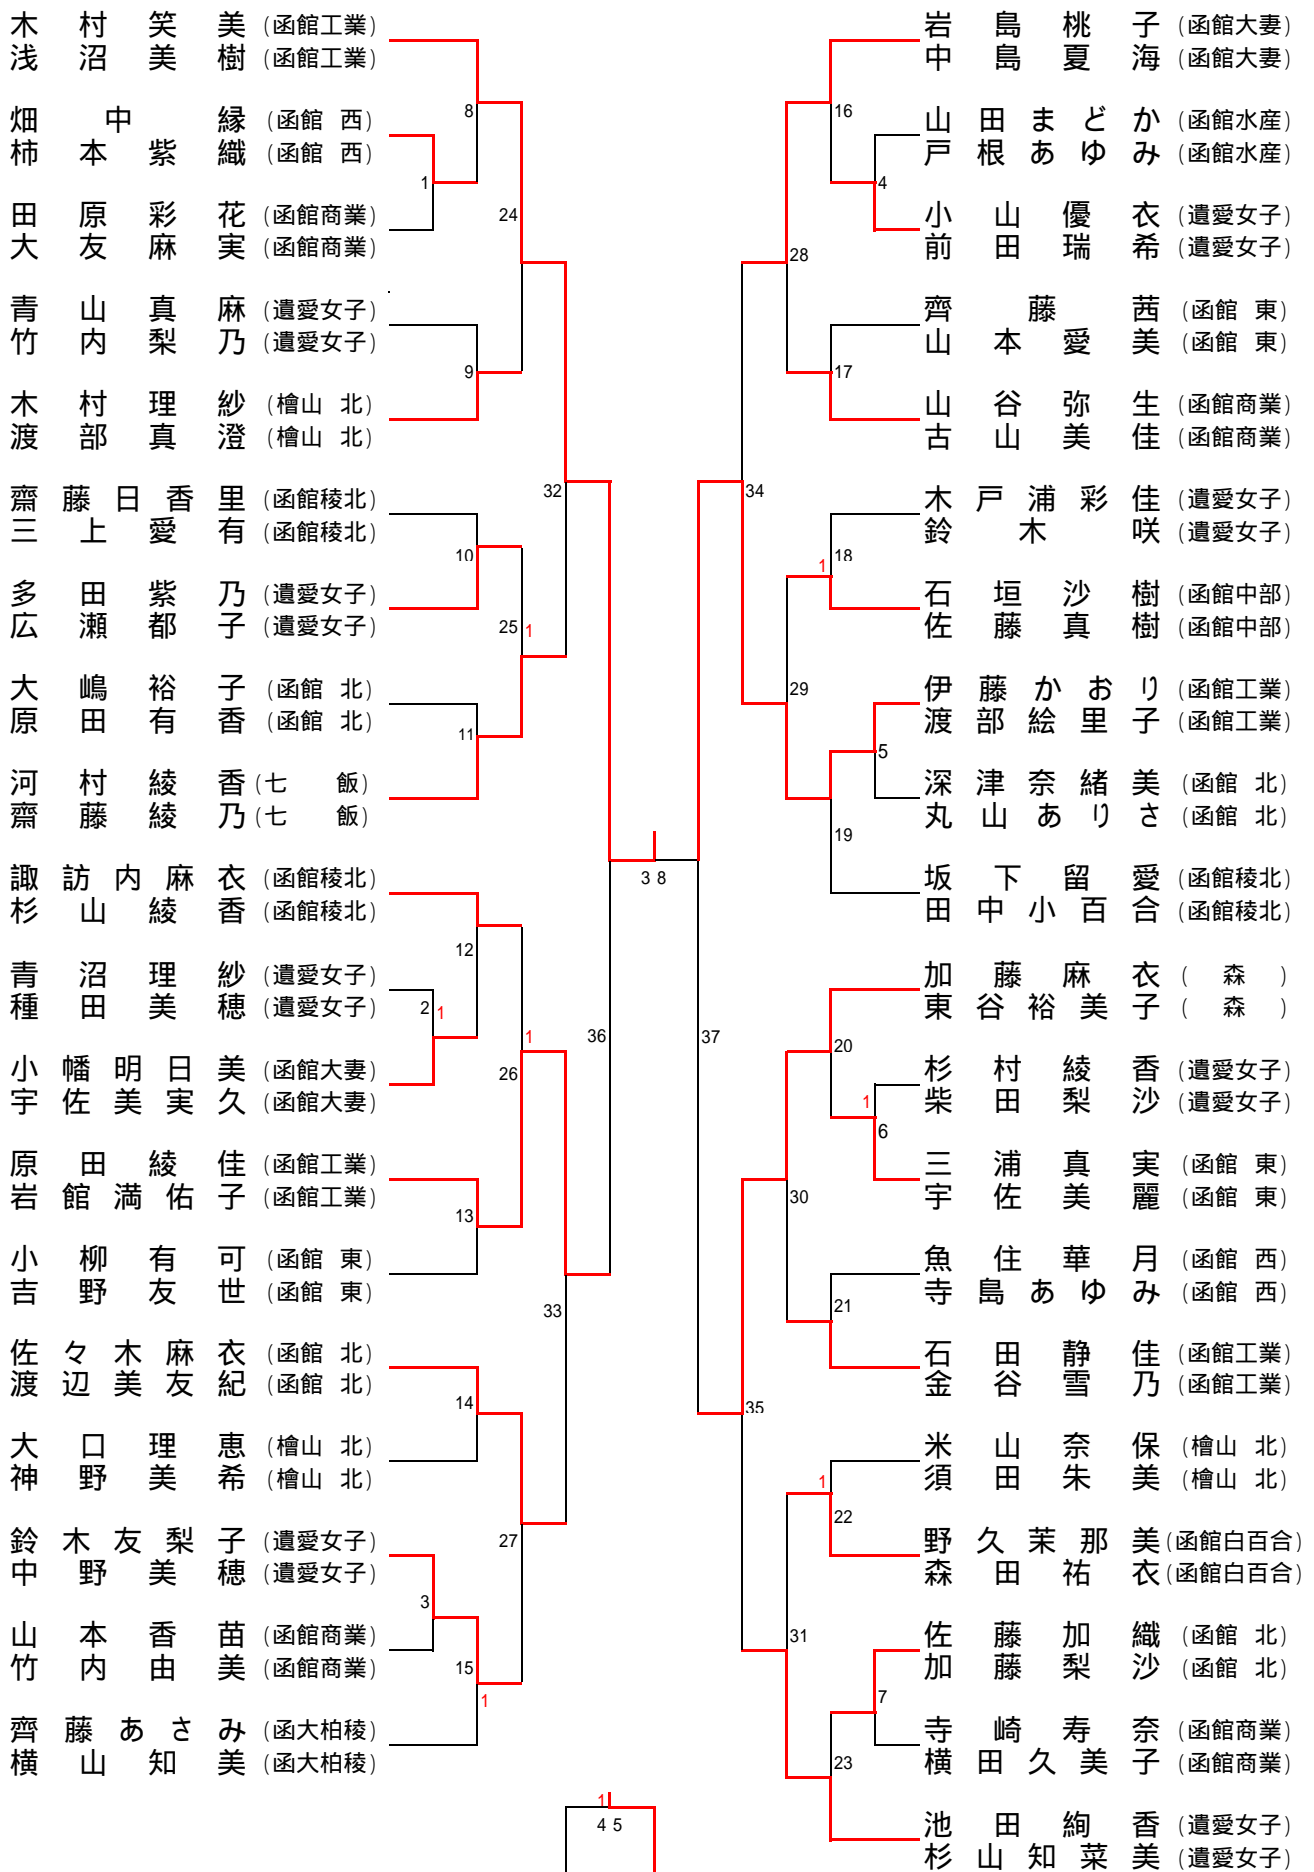 木村笑美 (函館工業)
浅沼美樹 (函館工業)
8
畑中縁 (函館 西)
柿本紫織 (函館 西)
1
田原彩花 (函館商業)
大友麻実 (函館商業)
24
青山真麻 (遺愛女子)
竹内梨乃 (遺愛女子)
9
木村理紗 (檜山 北)
渡部真澄 (檜山 北)
32
齋藤日香里 (函館稜北)
三上愛有 (函館稜北)
10
多田紫乃 (遺愛女子)
広瀬都子 (遺愛女子)
25 1
大嶋裕子 (函館 北)
原田有香 (函館 北)
11
河村綾香 (七 飯)
齋藤綾乃 (七 飯)
38
諏訪内麻衣 (函館稜北)
杉山綾香 (函館稜北)
12
青沼理紗 (遺愛女子)
種田美穂 (遺愛女子)
2 1
1
36
小幡明日美 (函館大妻)
宇佐美実久 (函館大妻)
26
原田綾佳 (函館工業)
岩館満佑子 (函館工業)
13
小柳有可 (函館 東)
吉野友世 (函館 東)
33
佐々木麻衣 (函館 北)
渡辺美友紀 (函館 北)
14
大口理恵 (檜山 北)
神野美希 (檜山 北)
27
鈴木友梨子 (遺愛女子)
中野美穂 (遺愛女子)
3
山本香苗 (函館商業)
竹内由美 (函館商業)
15
1
齊藤あさみ (函大柏稜)
横山知美 (函大柏稜)
1
45
岩島桃子 (函館大妻)
中島夏海 (函館大妻)
16
山田まどか (函館水産)
戸根あゆみ (函館水産)
4
小山優衣 (遺愛女子)
前田瑞希 (遺愛女子)
28
齊藤茜 (函館 東)
山本愛美 (函館 東)
17
山谷弥生 (函館商業)
古山美佳 (函館商業)
34
木戸浦彩佳 (遺愛女子)
鈴木咲 (遺愛女子)
18
1
石垣沙樹 (函館中部)
佐藤真樹 (函館中部)
29
伊藤かおり (函館工業)
渡部絵里子 (函館工業)
5
深津奈緒美 (函館 北)
丸山ありさ (函館 北)
19
坂下留愛 (函館稜北)
田中小百合 (函館稜北)
加藤麻衣 ( 森 )
東谷裕美子 ( 森 )
37
20
杉村綾香 (遺愛女子)
柴田梨沙 (遺愛女子)
1
6
三浦真実 (函館 東)
宇佐美麗 (函館 東)
30
魚住華月 (函館 西)
寺島あゆみ (函館 西)
21
石田静佳 (函館工業)
金谷雪乃 (函館工業)
35
米山奈保 (檜山 北)
須田朱美 (檜山 北)
1
22
野久茉那美 (函館白百合)
森田祐衣 (函館白百合)
31
佐藤加織 (函館 北)
加藤梨沙 (函館 北)
7
寺崎寿奈 (函館商業)
横田久美子 (函館商業)
23
池田絢香 (遺愛女子)
杉山知菜美 (遺愛女子)